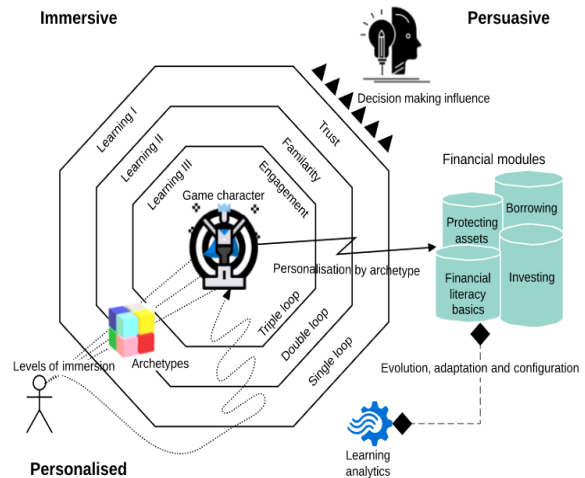 Immersive
Persuasive
Decision making influence
Learning I
Trust
Learning II
Familarity
Learning III
Engagement
Financial modules
Game character
Protecting
assets
Borrowing
Personalisation by archetype
Financial
literacy
basics
Investing
Triple loop
Double loop
Single loop
Levels of immersion
Archetypes
Evolution, adaptation and configuration
Learning
analytics
Personalised